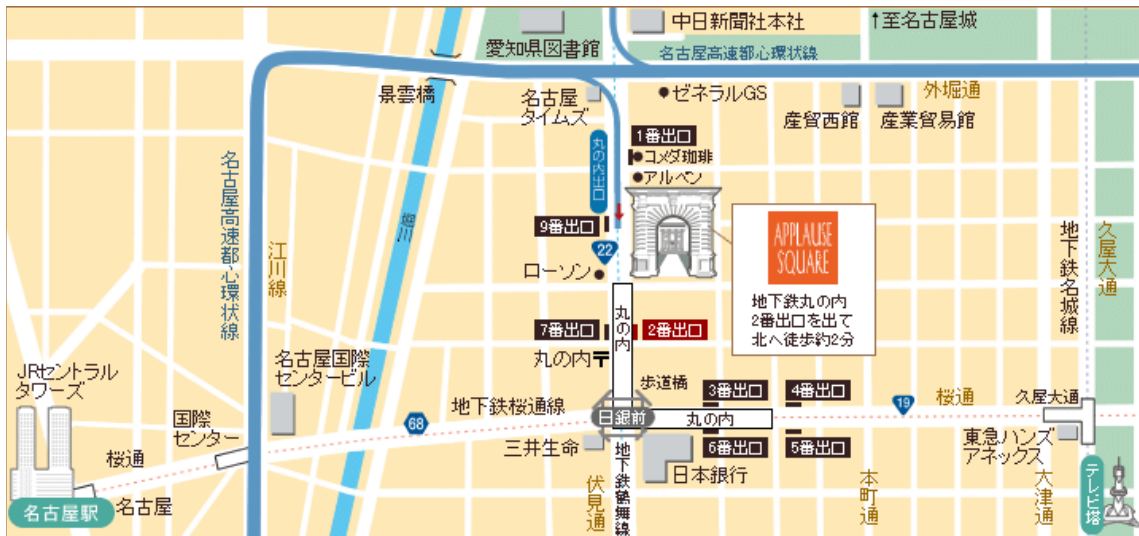 中日新聞社本社
↑至名古屋城
愛知県図書館
名古屋高速都心環状線
景雲橋
名古屋
タイムズ
ゼネラルGS
外堀通
産貿西館
産業貿易館
1番出口
コメダ珈琲
アルペン
丸の内出口
名古屋高速都心環状線
江川線
堀川
9番出口
22
ローソン
APPLAUSE
SQUARE
地下鉄丸の内
2番出口を出て
北へ徒歩約2分
地下鉄名城線
久屋大通
丸の内
7番出口
2番出口
丸の内〒
名古屋国際
センタービル
JRセントラル
タワーズ
歩道橋
3番出口
4番出口
桜通
19
久屋大通
国際
センター
地下鉄桜通線
68
日銀前
丸の内
三井生命
6番出口
5番出口
日本銀行
東急ハンズ
アネックス
桜通
名古屋
名古屋駅
伏見通
地下鉄鶴舞線
本町通
大津通
テレビ塔